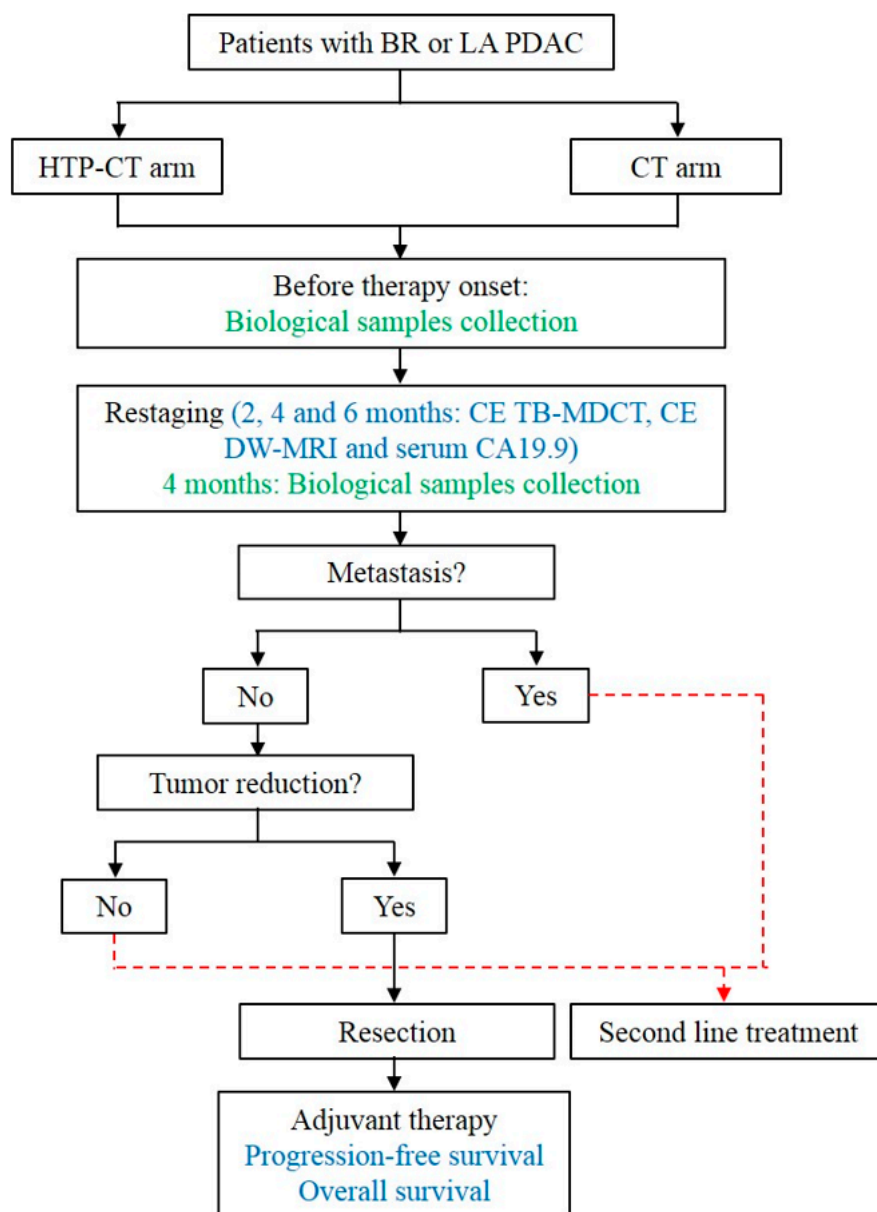 Patients with BR or LA PDAC
HTP-CT arm
CT arm
Before therapy onset:
Biological samples collection
Restaging (2, 4 and 6 months: CE TB-MDCT, CE
DW-MRI and serum CA19.9)
4 months: Biological samples collection
Metastasis?
No
Yes
Tumor reduction?
No
Yes
Resection
Second line treatment
Adjuvant therapy
Progression-free survival
Overall survival